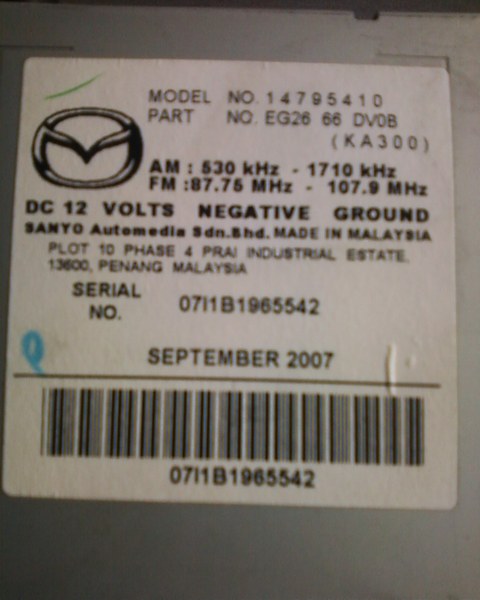 MODEL NO. 14795410
PART NO. EG26 66 DV0B
(KA300)
AM : 530 kHz - 1710 kHz
FM : 87.75 MHz - 107.9 MHz
DC 12 VOLTS NEGATIVE GROUND
SANYO Automedia Sdn.Bhd. MADE IN MALAYSIA
PLOT 10 PHASE 4 PRAI INDUSTRIAL ESTATE,
13600, PENANG MALAYSIA
SERIAL NO. 07I1B1965542
SEPTEMBER 2007
07I1B1965542